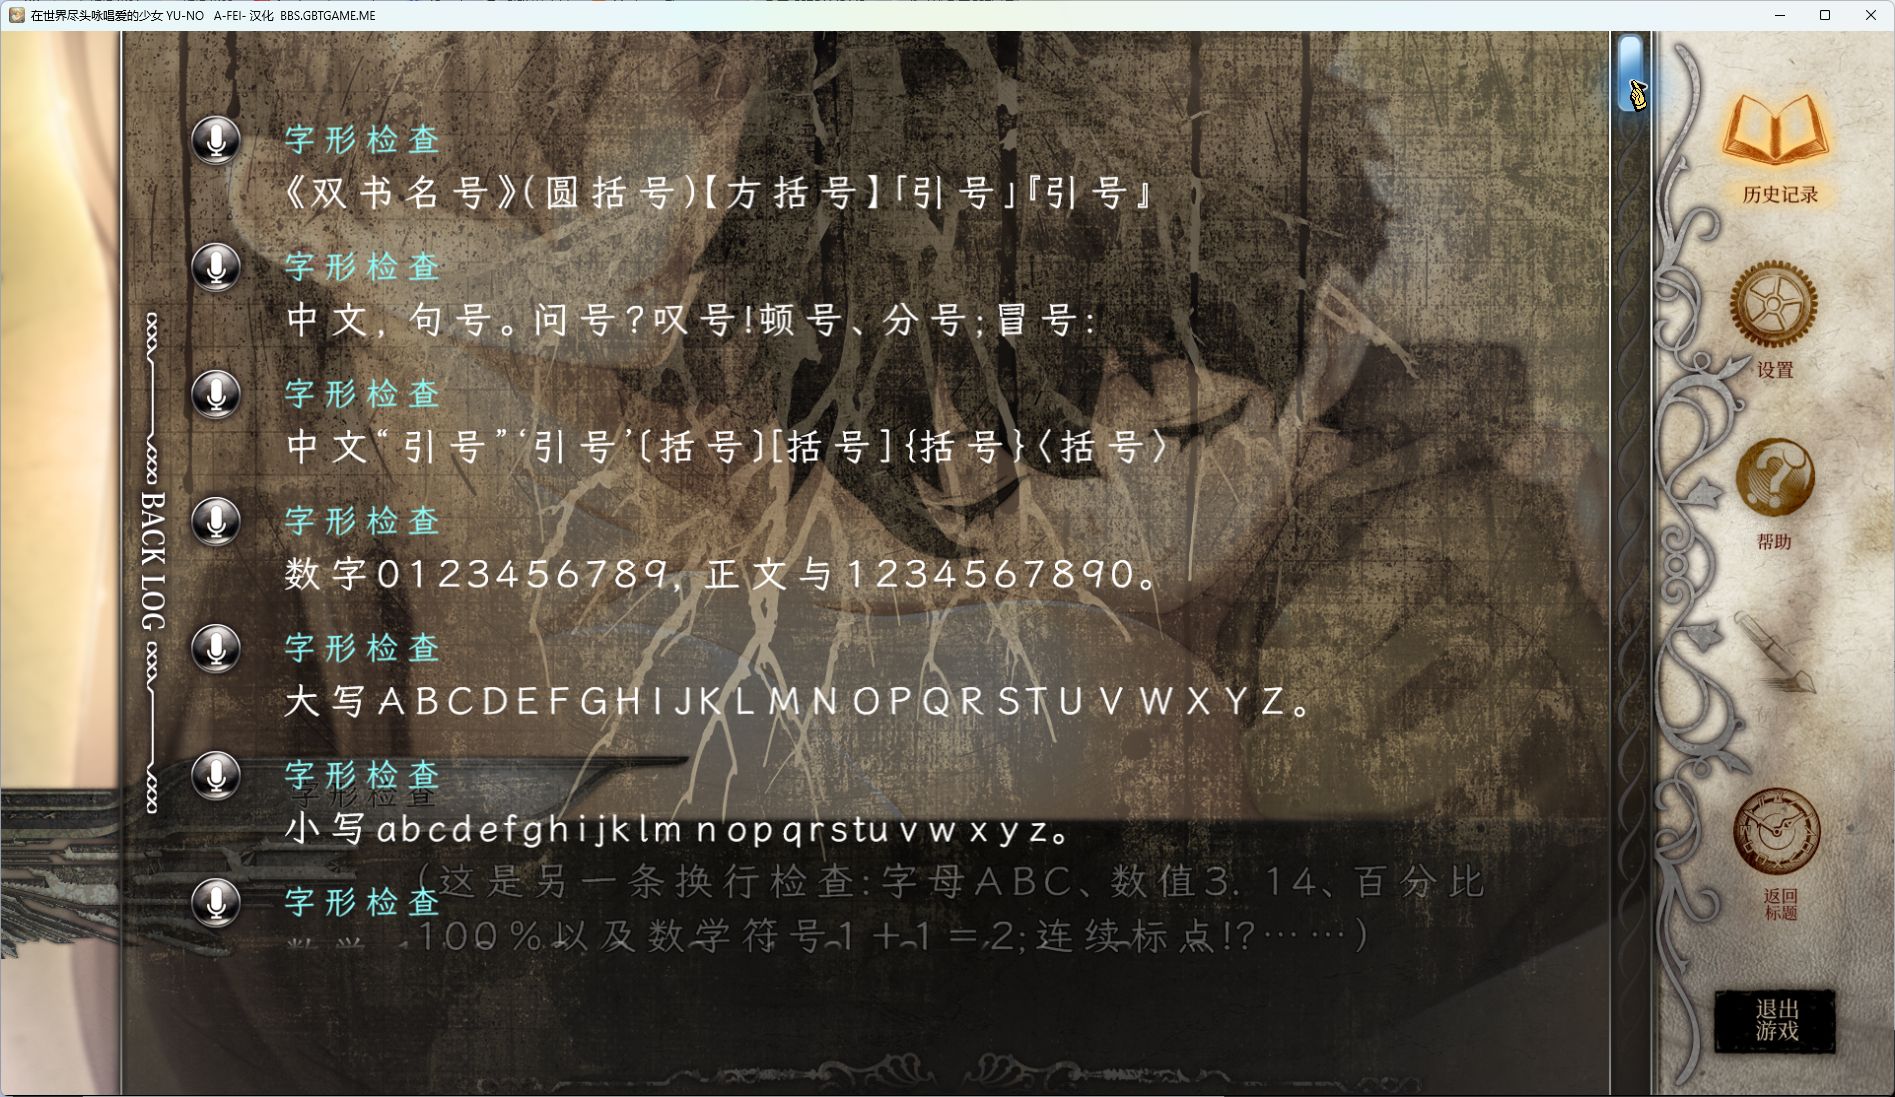 在世界尽头咏唱爱的少女 YU-NO A-FEI- 汉化 BBS.GBTGAME.ME
字形检查
《双书名号》(圆括号)【方括号】「引号」『引号』
字形检查
中文,句号。问号?叹号!顿号、分号;冒号:
字形检查
中文“引号”‘引号’〔括号〕[括号]{括号}〈括号〉
字形检查
数字0123456789,正文与1234567890。
字形检查
大写ABCDEFGHIJKLMNOPQRSTUVWXYZ。
字形检查
小写abcdefghijklmnopqrstuvwxyz。
字形检查
字形检查
(这是另一条换行检查:字母ABC、数值3.14、百分比
100%以及数学符号1+1=2;连续标点!?……)
BACK LOG
历史记录
设置
帮助
返回
标题
退出
游戏